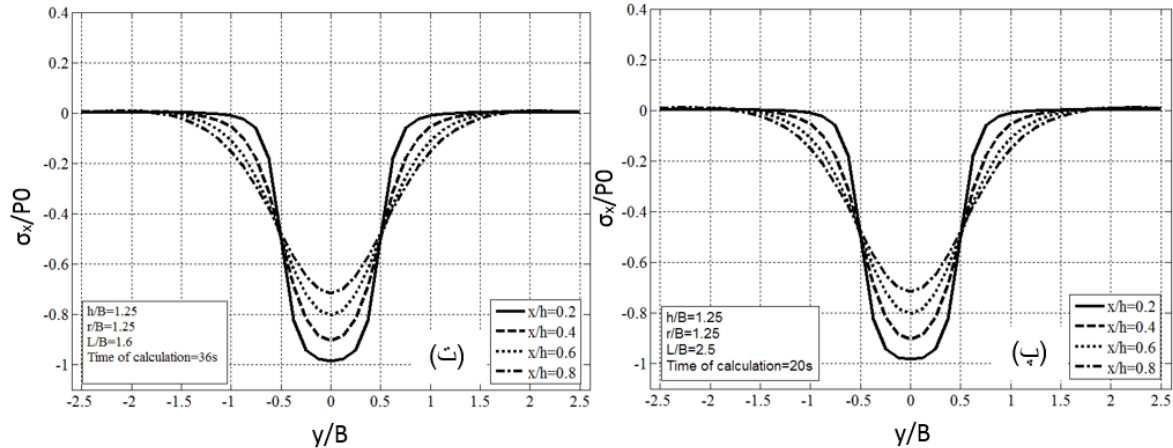 σx/P0
0.4
0.2
0
-0.2
-0.4
-0.6
-0.8
-1
h/B=1.25
r/B=1.25
L/B=1.6
Time of calculation=36s
x/h=0.2
x/h=0.4
x/h=0.6
x/h=0.8
-2.5 -2 -1.5 -1 -0.5 0 0.5 1 1.5 2 2.5
y/B
σx/P0
0.4
0.2
0
-0.2
-0.4
-0.6
-0.8
-1
h/B=1.25
r/B=1.25
L/B=2.5
Time of calculation=20s
x/h=0.2
x/h=0.4
x/h=0.6
x/h=0.8
-2.5 -2 -1.5 -1 -0.5 0 0.5 1 1.5 2 2.5
y/B